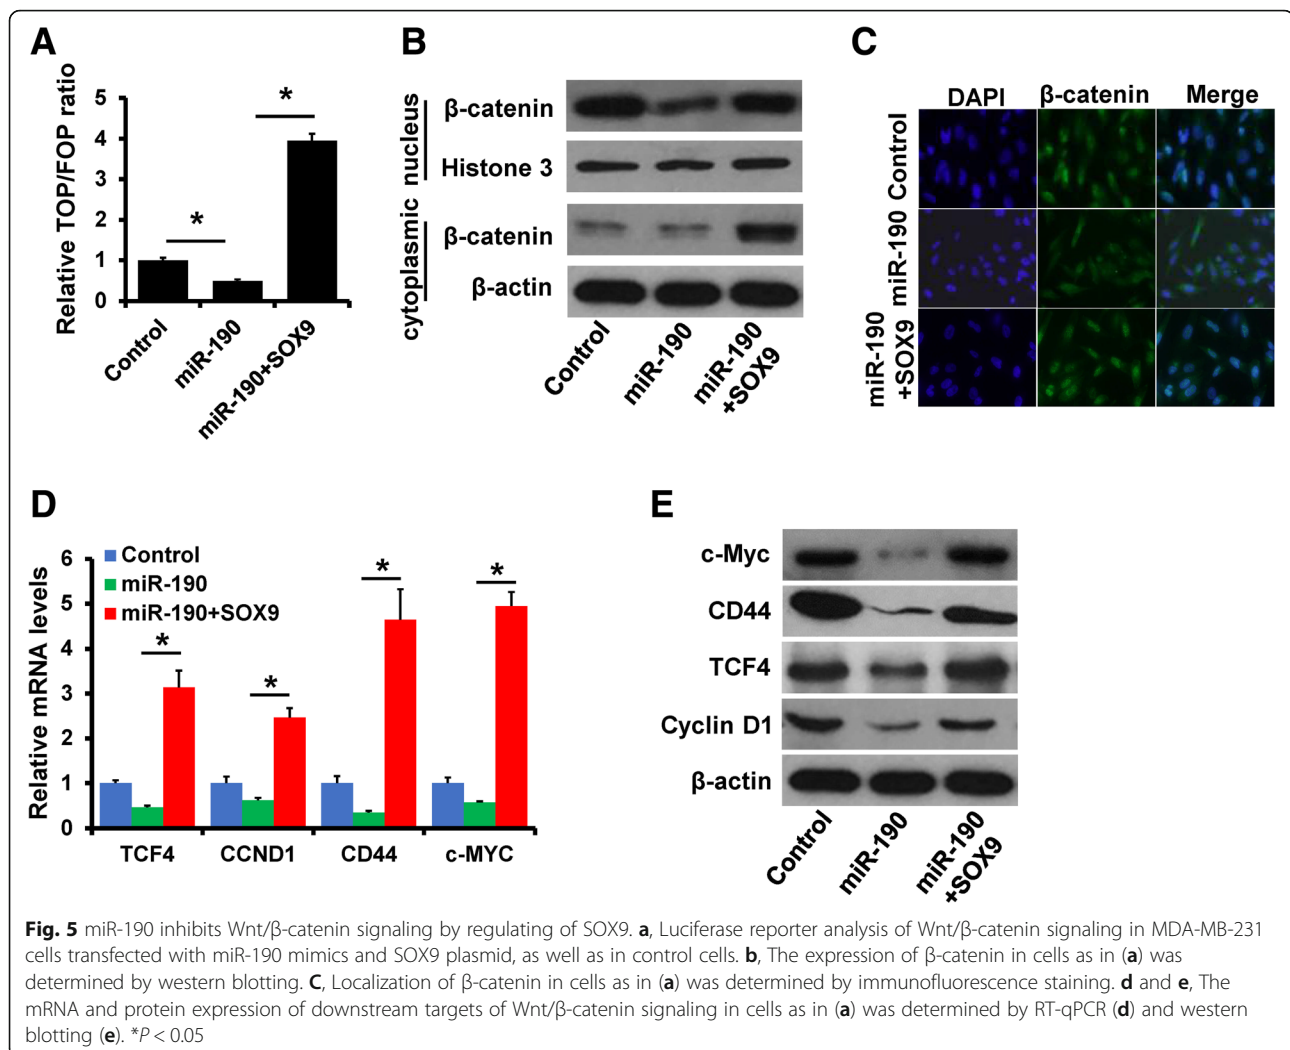 A
Relative TOP/FOP ratio
5
4
3
2
1
0
*
*
Control
miR-190
miR-190+SOX9
B
nucleus
cytoplasmic
β-catenin
Histone 3
β-catenin
β-actin
Control
miR-190
miR-190
+SOX9
C
DAPI
β-catenin
Merge
Control
miR-190
miR-190
+SOX9
D
Relative mRNA levels
6
5
4
3
2
1
0
Control
miR-190
miR-190+SOX9
*
*
*
*
TCF4
CCND1
CD44
c-MYC
E
c-Myc
CD44
TCF4
Cyclin D1
β-actin
Control
miR-190
miR-190
+SOX9
Fig. 5 miR-190 inhibits Wnt/β-catenin signaling by regulating of SOX9. a, Luciferase reporter analysis of Wnt/β-catenin signaling in MDA-MB-231
cells transfected with miR-190 mimics and SOX9 plasmid, as well as in control cells. b, The expression of β-catenin in cells as in (a) was
determined by western blotting. C, Localization of β-catenin in cells as in (a) was determined by immunofluorescence staining. d and e, The
mRNA and protein expression of downstream targets of Wnt/β-catenin signaling in cells as in (a) was determined by RT-qPCR (d) and western
blotting (e). *P < 0.05